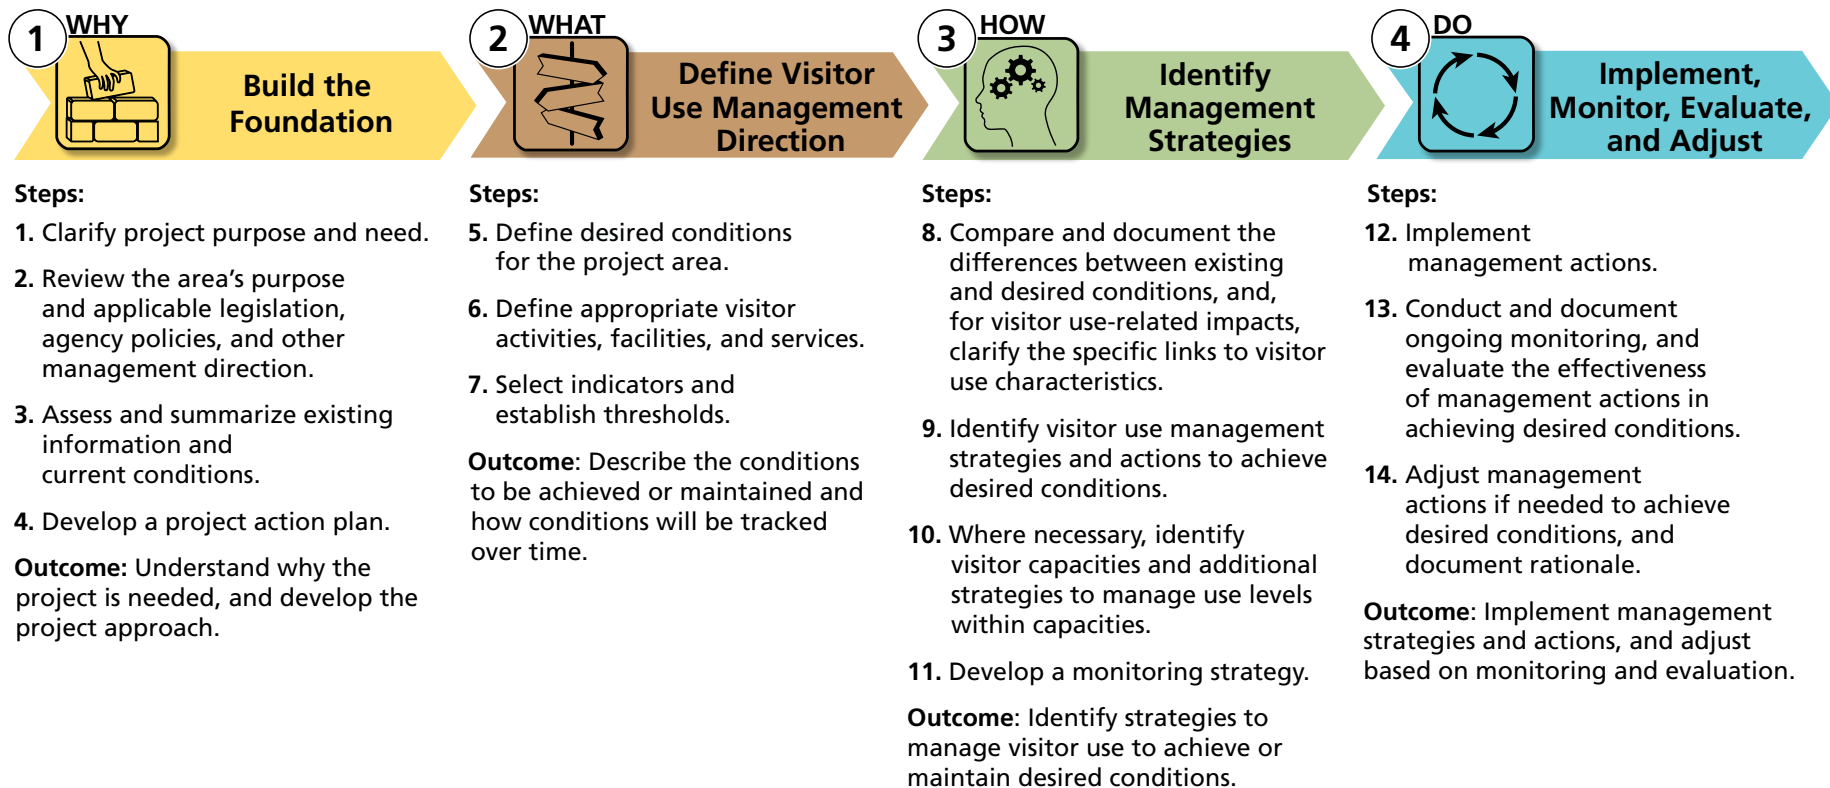 1 WHY
Build the
Foundation
Steps:
1. Clarify project purpose and need.
2. Review the area’s purpose
and applicable legislation,
agency policies, and other
management direction.
3. Assess and summarize existing
information and
current conditions.
4. Develop a project action plan.
Outcome: Understand why the
project is needed, and develop the
project approach.
2 WHAT
Define Visitor
Use Management
Direction
Steps:
5. Define desired conditions
for the project area.
6. Define appropriate visitor
activities, facilities, and services.
7. Select indicators and
establish thresholds.
Outcome: Describe the conditions
to be achieved or maintained and
how conditions will be tracked
over time.
3 HOW
Identify
Management
Strategies
Steps:
8. Compare and document the
differences between existing
and desired conditions, and,
for visitor use-related impacts,
clarify the specific links to visitor
use characteristics.
9. Identify visitor use management
strategies and actions to achieve
desired conditions.
10. Where necessary, identify
visitor capacities and additional
strategies to manage use levels
within capacities.
11. Develop a monitoring strategy.
Outcome: Identify strategies to
manage visitor use to achieve or
maintain desired conditions.
4 DO
Implement,
Monitor, Evaluate,
and Adjust
Steps:
12. Implement
management actions.
13. Conduct and document
ongoing monitoring, and
evaluate the effectiveness
of management actions in
achieving desired conditions.
14. Adjust management
actions if needed to achieve
desired conditions, and
document rationale.
Outcome: Implement management
strategies and actions, and adjust
based on monitoring and evaluation.